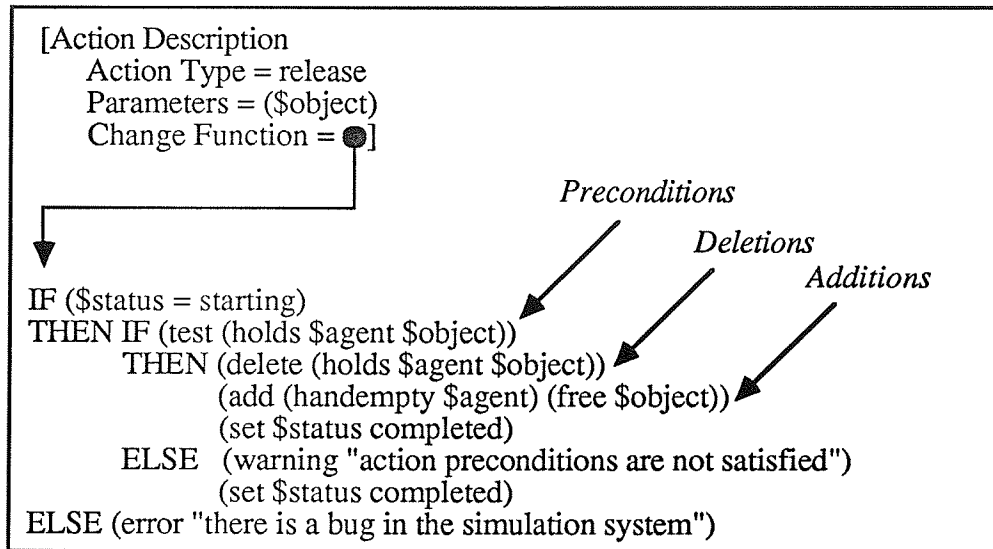 [Action Description
Action Type = release
Parameters = ($object)
Change Function = ]
Preconditions
Deletions
Additions
IF ($status = starting)
THEN IF (test (holds $agent $object))
THEN (delete (holds $agent $object))
(add (handempty $agent) (free $object))
(set $status completed)
ELSE (warning "action preconditions are not satisfied")
(set $status completed)
ELSE (error "there is a bug in the simulation system")